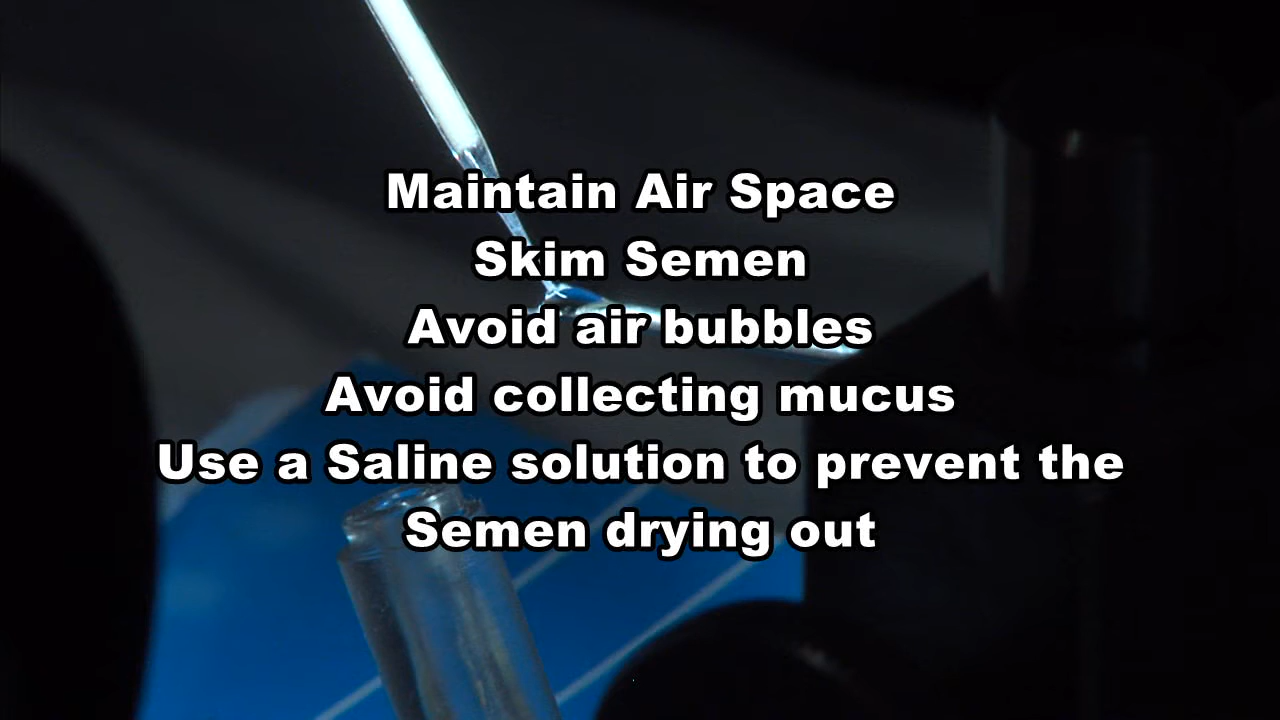 Maintain Air Space
Skim Semen
Avoid air bubbles
Avoid collecting mucus
Use a Saline solution to prevent the
Semen drying out